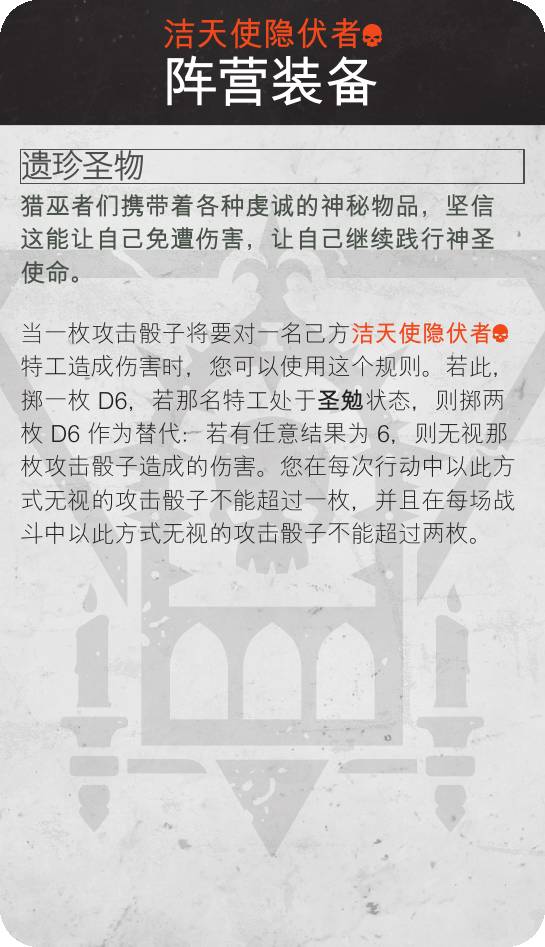 洁天使隐伏者
阵营装备
遗珍圣物
猎巫者们携带着各种虔诚的神秘物品，坚信
这能让自己免遭伤害，让自己继续践行神圣
使命。
当一枚攻击骰子将要对一名己方洁天使隐伏者
特工造成伤害时，您可以使用这个规则。若此，
掷一枚 D6，若那名特工处于圣勉状态，则掷两
枚 D6 作为替代：若有任意结果为 6，则无视那
枚攻击骰子造成的伤害。您在每次行动中以此方
式无视的攻击骰子不能超过一枚，并且在每场战
斗中以此方式无视的攻击骰子不能超过两枚。